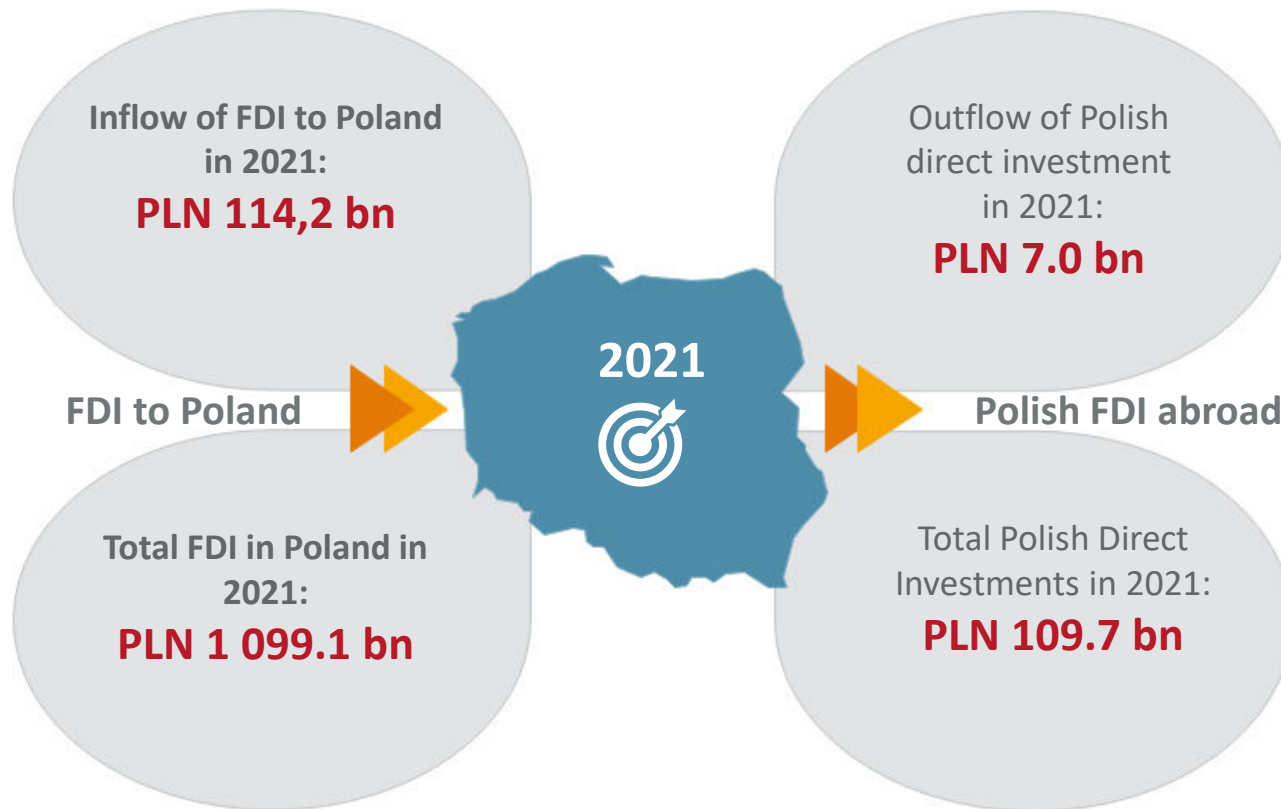 Inflow of FDI to Poland
in 2021:
PLN 114,2 bn
Outflow of Polish
direct investment
in 2021:
PLN 7.0 bn
2021
FDI to Poland
Polish FDI abroad
Total FDI in Poland in
2021:
PLN 1 099.1 bn
Total Polish Direct
Investments in 2021:
PLN 109.7 bn